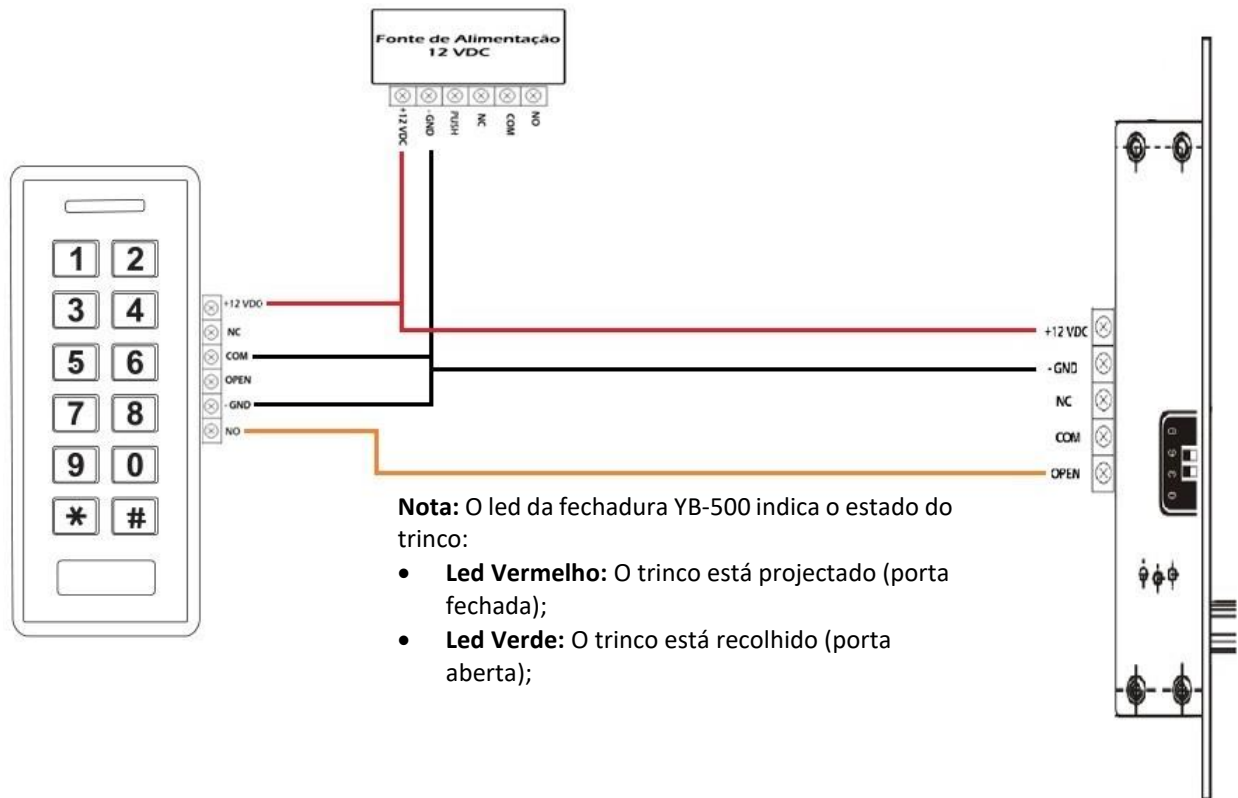 Fonte de Alimentação
12 VDC
+12 VDC
- GND
PUSH
NC
COM
NO
1 2
3 4
5 6
7 8
9 0
* #
+12 VDO
NC
COM
OPEN
- GND
NO
+12 VDC
- GND
NC
COM
OPEN
Nota: O led da fechadura YB-500 indica o estado do
trinco:
• Led Vermelho: O trinco está projectado (porta
fechada);
• Led Verde: O trinco está recolhido (porta
aberta);